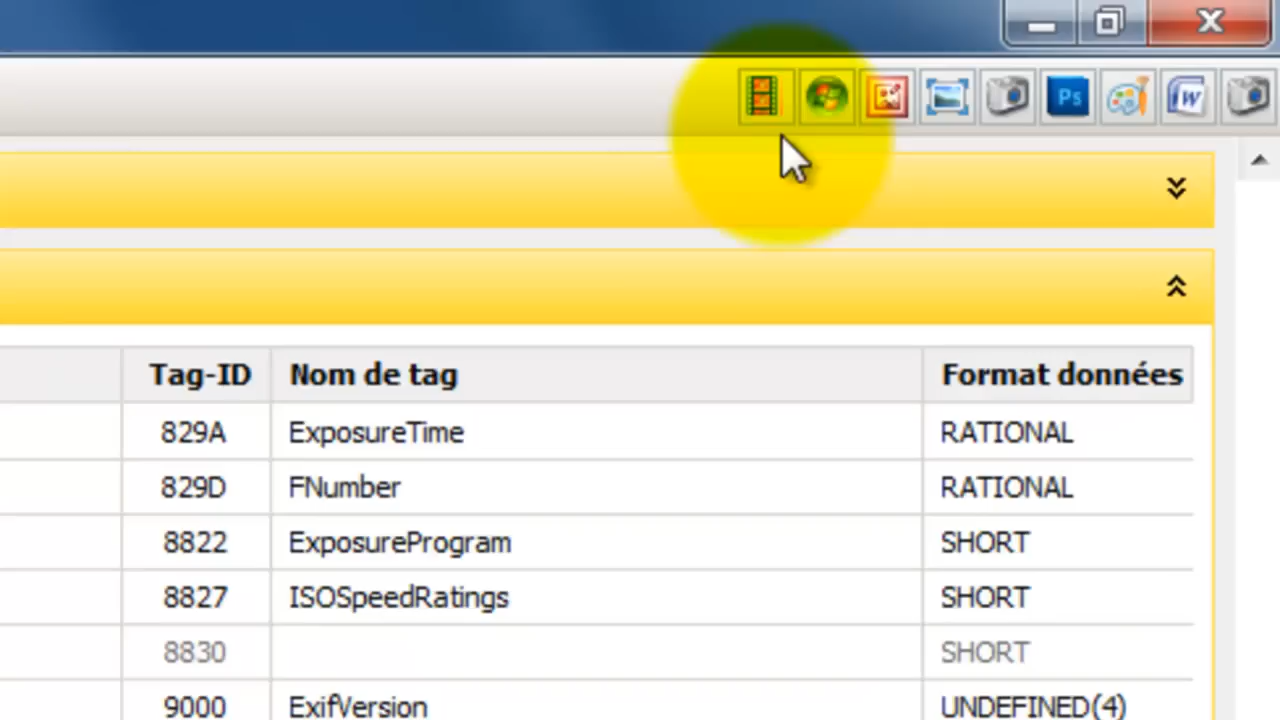 Ps W
Tag-ID Nom de tag Format données
829A ExposureTime RATIONAL
829D FNumber RATIONAL
8822 ExposureProgram SHORT
8827 ISOSpeedRatings SHORT
8830 SHORT
9000 ExifVersion UNDEFINED(4)